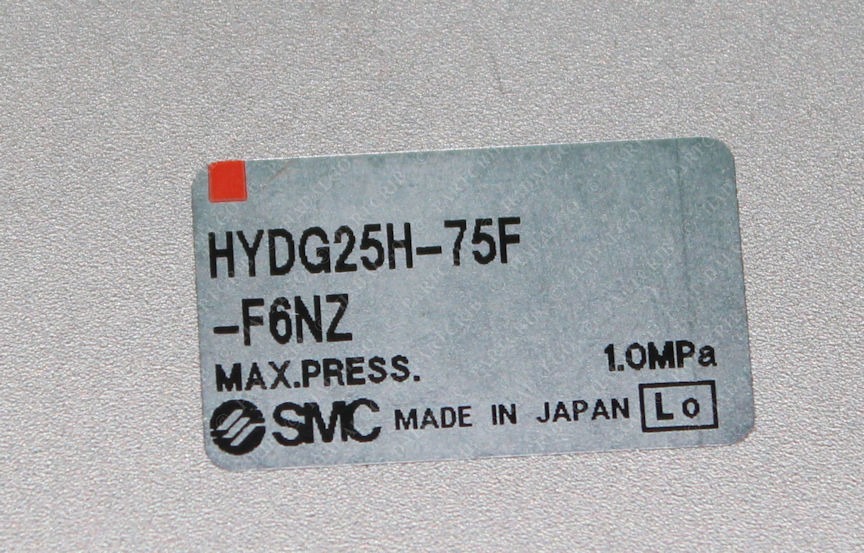 HYDG25H-75F
-F6NZ
MAX.PRESS. 1.0MPa
SMC MADE IN JAPAN Lo